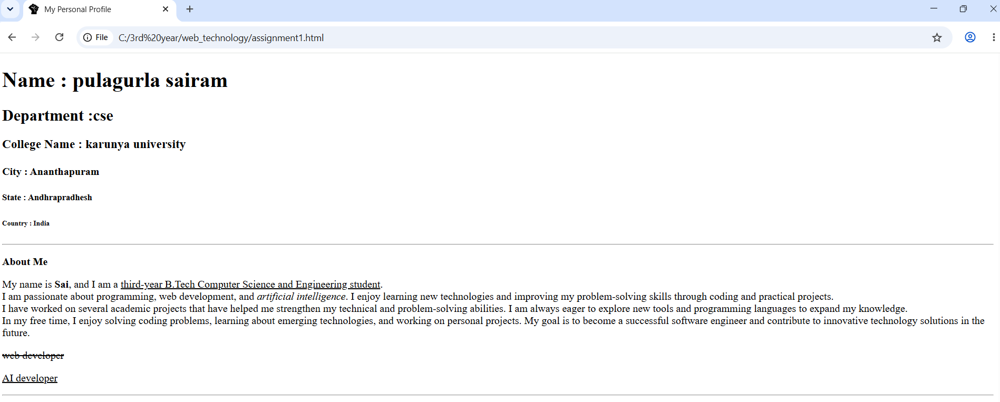 My Personal Profile
File C:/3rd%20year/web_technology/assignment1.html
Name : pulagurla sairam
Department :cse
College Name : karunya university
City : Ananthapuram
State : Andhrapradhesh
Country : India
About Me
My name is Sai, and I am a third-year B.Tech Computer Science and Engineering student.
I am passionate about programming, web development, and artificial intelligence. I enjoy learning new technologies and improving my problem-solving skills through coding and practical projects.
I have worked on several academic projects that have helped me strengthen my technical and problem-solving abilities. I am always eager to explore new tools and programming languages to expand my knowledge.
In my free time, I enjoy solving coding problems, learning about emerging technologies, and working on personal projects. My goal is to become a successful software engineer and contribute to innovative technology solutions in the
future.
web developer
AI developer